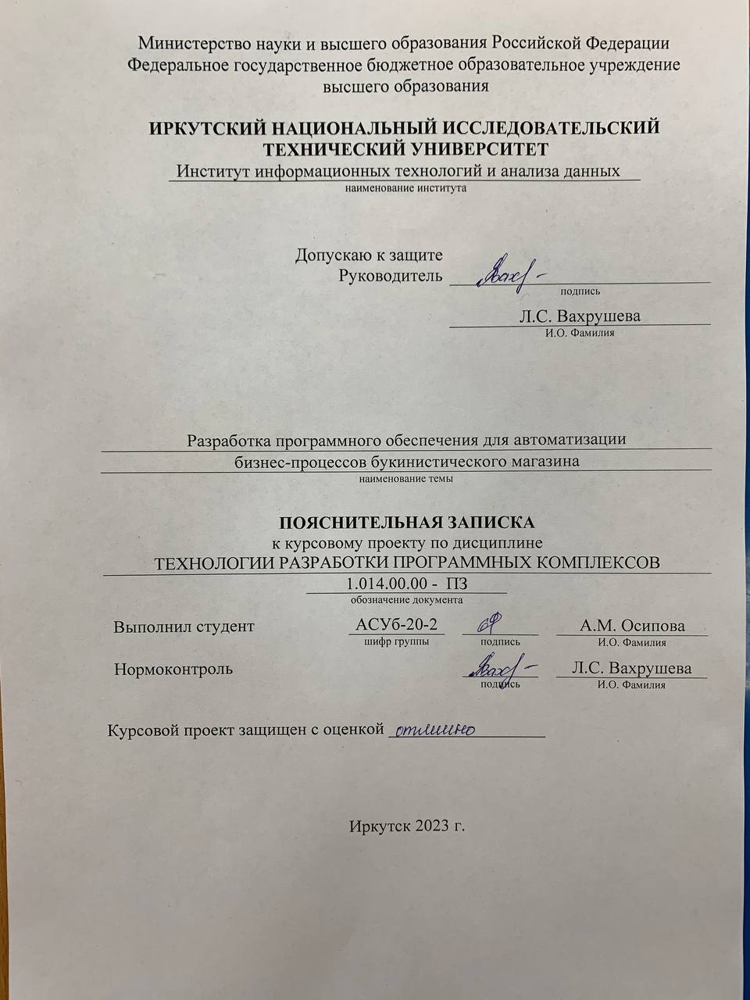 Министерство науки и высшего образования Российской Федерации
Федеральное государственное бюджетное образовательное учреждение
высшего образования
ИРКУТСКИЙ НАЦИОНАЛЬНЫЙ ИССЛЕДОВАТЕЛЬСКИЙ
ТЕХНИЧЕСКИЙ УНИВЕРСИТЕТ
Институт информационных технологий и анализа данных
наименование института
Допускаю к защите
Руководитель
подпись
Л.С. Вахрушева
И.О. Фамилия
Разработка программного обеспечения для автоматизации
бизнес-процессов букинистического магазина
наименование темы
ПОЯСНИТЕЛЬНАЯ ЗАПИСКА
к курсовому проекту по дисциплине
ТЕХНОЛОГИИ РАЗРАБОТКИ ПРОГРАММНЫХ КОМПЛЕКСОВ
1.014.00.00 - ПЗ
обозначение документа
Выполнил студент АСУб-20-2 А.М. Осипова
шифр группы подпись И.О. Фамилия
Нормоконтроль Л.С. Вахрушева
подпись И.О. Фамилия
Курсовой проект защищен с оценкой отлично
Иркутск 2023 г.